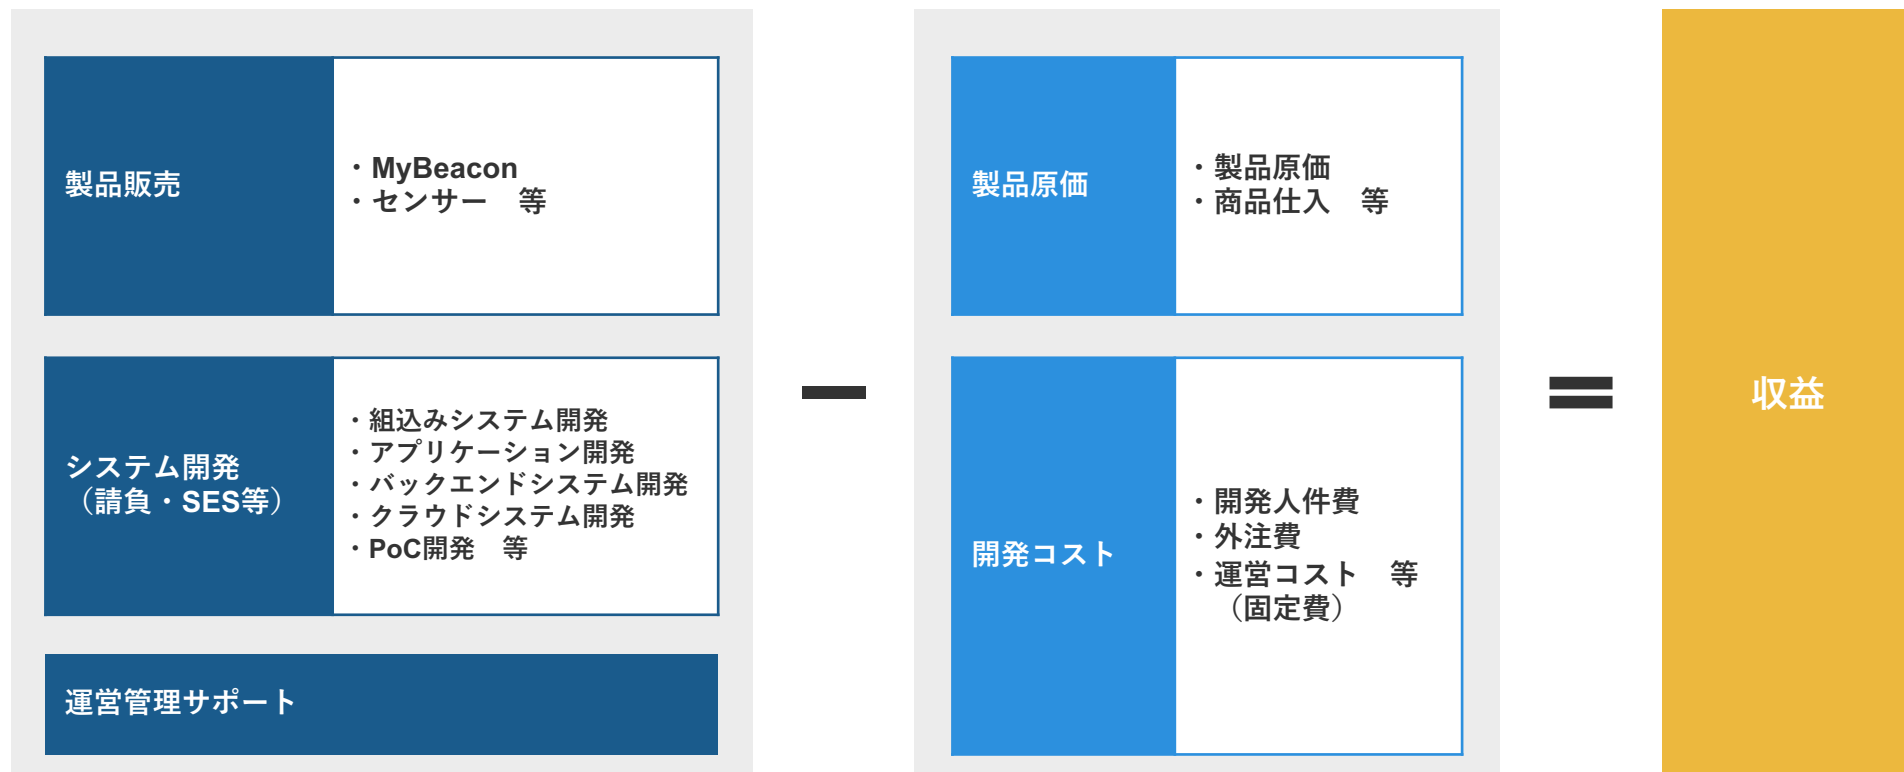 製品販売
・MyBeacon
・センサー　等
システム開発
（請負・SES等）
・組込みシステム開発
・アプリケーション開発
・バックエンドシステム開発
・クラウドシステム開発
・PoC開発　等
運営管理サポート
製品原価
・製品原価
・商品仕入　等
開発コスト
・開発人件費
・外注費
・運営コスト　等
（固定費）
収益